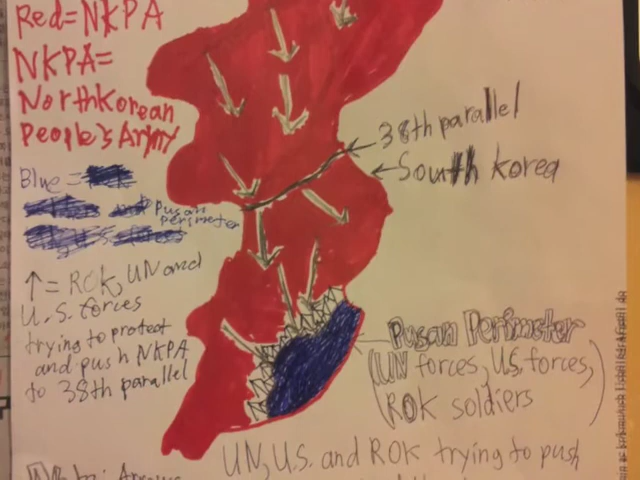 Red=NKPA
NKPA=
North Korean
People's Army
Blue =
Pusan
perimeter
↑= ROK, UN and
U.S. forces
trying to protect
and push NKPA
to 38th parallel
38th parallel
South Korea
Pusan Perimeter
(UN forces, U.S. forces,
ROK soldiers)
UN, U.S. and ROK trying to push